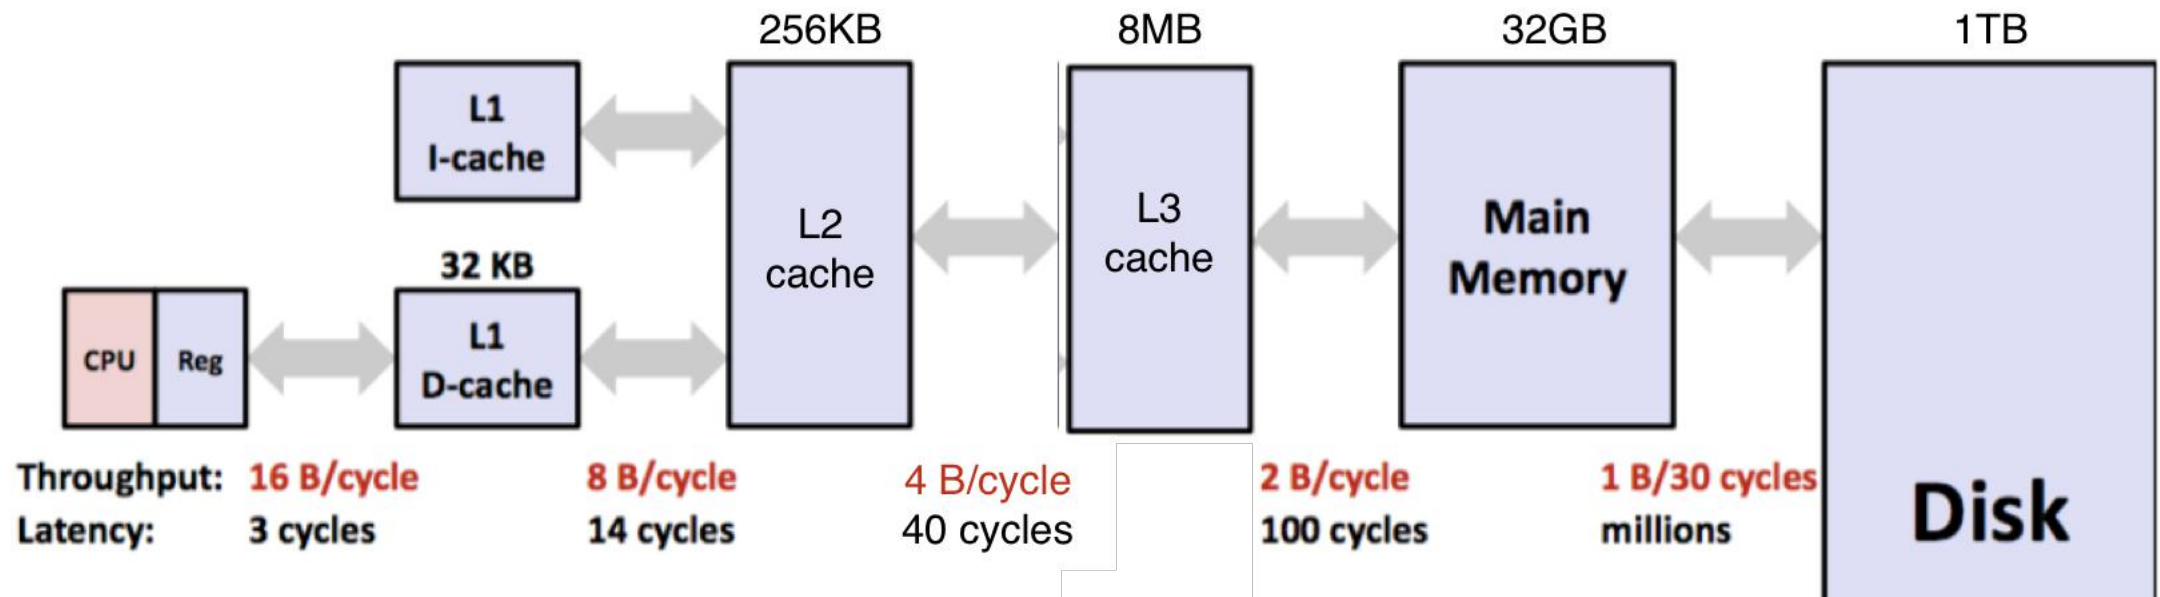 256KB
8MB
32GB
1TB
L1
I-cache
L2
cache
L3
cache
Main
Memory
32 KB
CPU
Reg
L1
D-cache
Throughput: 16 B/cycle 8 B/cycle 4 B/cycle 2 B/cycle 1 B/30 cycles
Latency: 3 cycles 14 cycles 40 cycles 100 cycles millions
Disk